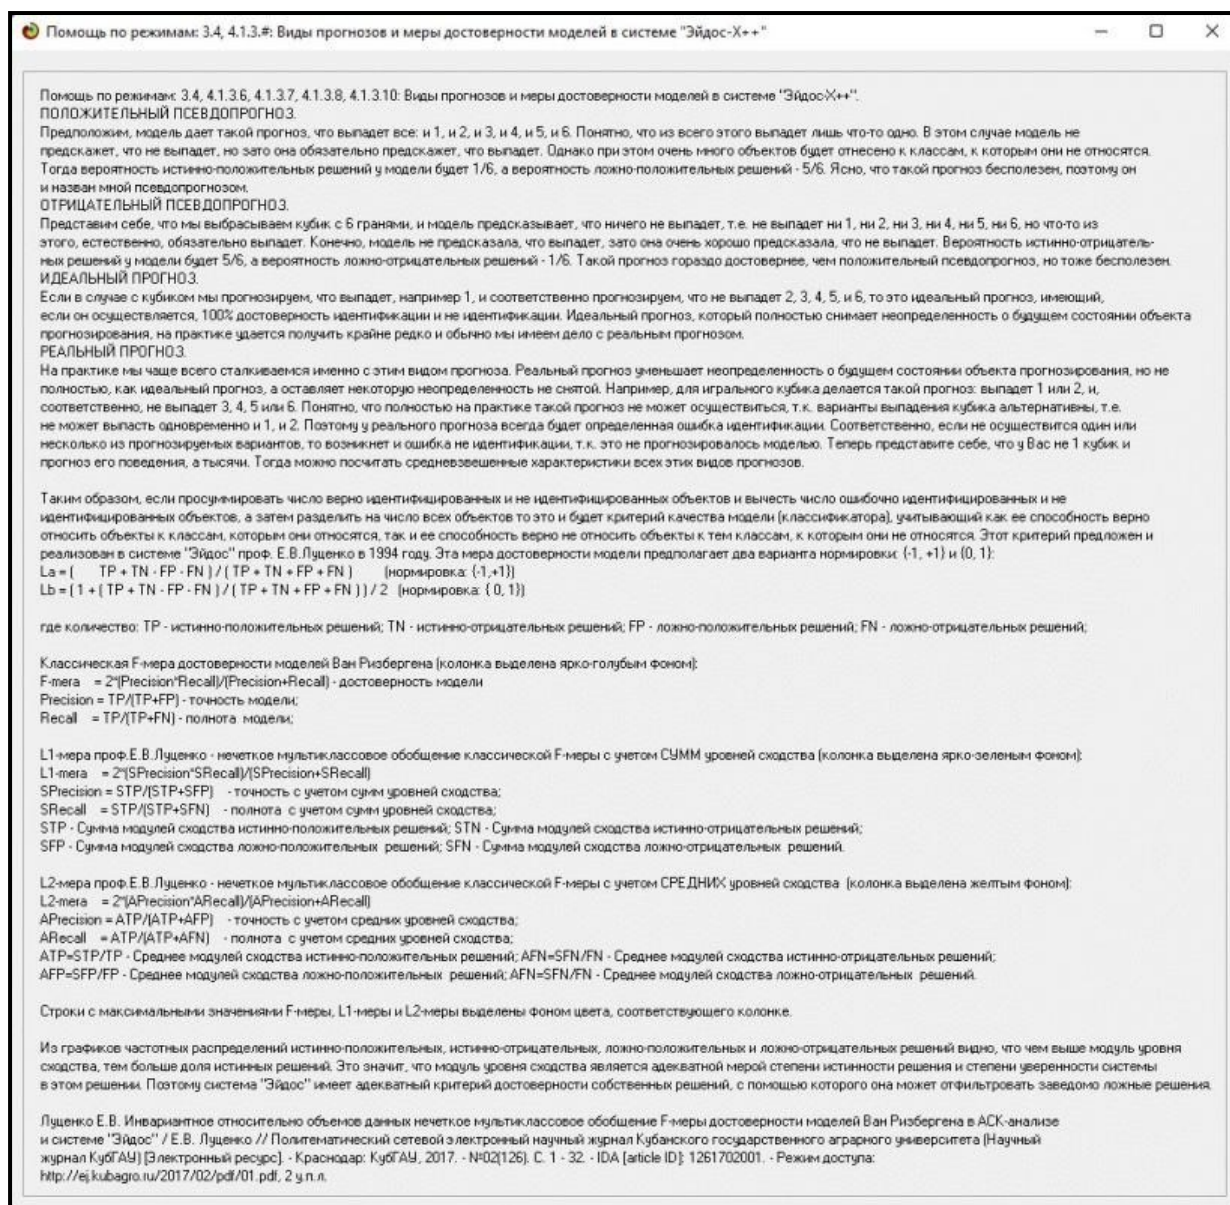 Помощь по режимам: 3.4, 4.1.3.#: Виды прогнозов и меры достоверности моделей в системе "Эйдос-Х++"
Помощь по режимам: 3.4, 4.1.3.6, 4.1.3.7, 4.1.3.8, 4.1.3.10: Виды прогнозов и меры достоверности моделей в системе "Эйдос-Х++".
ПОЛОЖИТЕЛЬНЫЙ ПСЕВДОПРОГНОЗ.
Предположим, модель дает такой прогноз, что выпадет все: и 1, и 2, и 3, и 4, и 5, и 6. Понятно, что из всего этого выпадет лишь что-то одно. В этом случае модель не
предскажет, что не выпадет, но зато она обязательно предскажет, что выпадет. Однако при этом очень много объектов будет отнесено к классам, к которым они не относятся.
Тогда вероятность истинно-положительных решений у модели будет 1/6, а вероятность ложно-положительных решений - 5/6. Ясно, что такой прогноз бесполезен, поэтому он
и назван мной псевдопрогнозом.
ОТРИЦАТЕЛЬНЫЙ ПСЕВДОПРОГНОЗ.
Представим себе, что мы выбрасываем кубик с 6 гранями, и модель предсказывает, что ничего не выпадет, т.е. не выпадет ни 1, ни 2, ни 3, ни 4, ни 5, ни 6, но что-то из
этого, естественно, обязательно выпадет. Конечно, модель не предсказала, что выпадет, зато она очень хорошо предсказала, что не выпадет. Вероятность истинно-отрицатель-
ных решений у модели будет 5/6, а вероятность ложно-отрицательных решений - 1/6. Такой прогноз гораздо достовернее, чем положительный псевдопрогноз, но тоже бесполезен.
ИДЕАЛЬНЫЙ ПРОГНОЗ.
Если в случае с кубиком мы прогнозируем, что выпадет, например 1, и соответственно прогнозируем, что не выпадет 2, 3, 4, 5, и 6, то это идеальный прогноз, имеющий,
если он осуществляется, 100% достоверность идентификации и не идентификации. Идеальный прогноз, который полностью снимает неопределенность о будущем состоянии объекта
прогнозирования, на практике удается получить крайне редко и обычно мы имеем дело с реальным прогнозом.
РЕАЛЬНЫЙ ПРОГНОЗ.
На практике мы чаще всего сталкиваемся именно с этим видом прогноза. Реальный прогноз уменьшает неопределенность о будущем состоянии объекта прогнозирования, но не
полностью, как идеальный прогноз, а оставляет некоторую неопределенность не снятой. Например, для игрального кубика делается такой прогноз: выпадет 1 или 2, и,
соответственно, не выпадет 3, 4, 5 или 6. Понятно, что полностью на практике такой прогноз не может осуществиться, т.к. варианты выпадения кубика альтернативны, т.е.
не может выпасть одновременно и 1, и 2. Поэтому у реального прогноза всегда будет определенная ошибка идентификации. Соответственно, если не осуществится один или
несколько из прогнозируемых вариантов, то возникнет и ошибка не идентификации, т.к. это не прогнозировалось моделью. Теперь представите себе, что у Вас не 1 кубик и
прогноз его поведения, а тысячи. Тогда можно посчитать средневзвешенные характеристики всех этих видов прогнозов.
Таким образом, если просуммировать число верно идентифицированных и не идентифицированных объектов и вычесть число ошибочно идентифицированных и не
идентифицированных объектов, а затем разделить на число всех объектов то это и будет критерий качества модели (классификатора), учитывающий как ее способность верно
относить объекты к классам, которым они относятся, так и ее способность верно не относить объекты к тем классам, к которым они не относятся. Этот критерий предложен и
реализован в системе "Эйдос" проф. Е.В.Луценко в 1994 году. Эта мера достоверности модели предполагает два варианта нормировки: {-1, +1} и {0, 1}:
La = ( TP + TN - FP - FN ) / ( TP + TN + FP + FN ) (нормировка: {-1,+1})
Lb = ( 1 + ( TP + TN - FP - FN ) / ( TP + TN + FP + FN ) ) / 2 (нормировка: { 0, 1})
где количество: TP - истинно-положительных решений; TN - истинно-отрицательных решений; FP - ложно-положительных решений; FN - ложно-отрицательных решений;
Классическая F-мера достоверности моделей Ван Ризбергена (колонка выделена ярко-голубым фоном):
F-mera = 2*(Precision*Recall)/(Precision+Recall) - достоверность модели
Precision = TP/(TP+FP) - точность модели;
Recall = TP/(TP+FN) - полнота модели;
L1-мера проф.Е.В.Луценко - нечеткое мультиклассовое обобщение классической F-меры с учетом СУММ уровней сходства (колонка выделена ярко-зеленым фоном):
L1-mera = 2*(SPrecision*SRecall)/(SPrecision+SRecall)
SPrecision = STP/(STP+SFP) - точность с учетом сумм уровней сходства;
SRecall = STP/(STP+SFN) - полнота с учетом сумм уровней сходства;
STP - Сумма модулей сходства истинно-положительных решений; STN - Сумма модулей сходства истинно-отрицательных решений;
SFP - Сумма модулей сходства ложно-положительных решений; SFN - Сумма модулей сходства ложно-отрицательных решений.
L2-мера проф.Е.В.Луценко - нечеткое мультиклассовое обобщение классической F-меры с учетом СРЕДНИХ уровней сходства (колонка выделена желтым фоном):
L2-mera = 2*(APrecision*ARecall)/(APrecision+ARecall)
APrecision = ATP/(ATP+AFP) - точность с учетом средних уровней сходства;
ARecall = ATP/(ATP+AFN) - полнота с учетом средних уровней сходства;
ATP=STP/TP - Среднее модулей сходства истинно-положительных решений; AFN=SFN/FN - Среднее модулей сходства истинно-отрицательных решений;
AFP=SFP/FP - Среднее модулей сходства ложно-положительных решений; AFN=SFN/FN - Среднее модулей сходства ложно-отрицательных решений.
Строки с максимальными значениями F-меры, L1-меры и L2-меры выделены фоном цвета, соответствующего колонке.
Из графиков частотных распределений истинно-положительных, истинно-отрицательных, ложно-положительных и ложно-отрицательных решений видно, что чем выше модуль уровня
сходства, тем больше доля истинных решений. Это значит, что модуль уровня сходства является адекватной мерой степени истинности решения и степени уверенности системы
в этом решении. Поэтому система "Эйдос" имеет адекватный критерий достоверности собственных решений, с помощью которого она может отфильтровать заведомо ложные решения.
Луценко Е.В. Инвариантное относительно объемов данных нечеткое мультиклассовое обобщение F-меры достоверности моделей Ван Ризбергена в АСК-анализе
и системе "Эйдос" / Е.В. Луценко // Политематический сетевой электронный научный журнал Кубанского государственного аграрного университета (Научный
журнал КубГАУ) [Электронный ресурс]. - Краснодар: КубГАУ, 2017. - №02(126). С. 1 - 32. - IDA [article ID]: 1261702001. - Режим доступа:
http://ej.kubagro.ru/2017/02/pdf/01.pdf, 2 у.п.л.